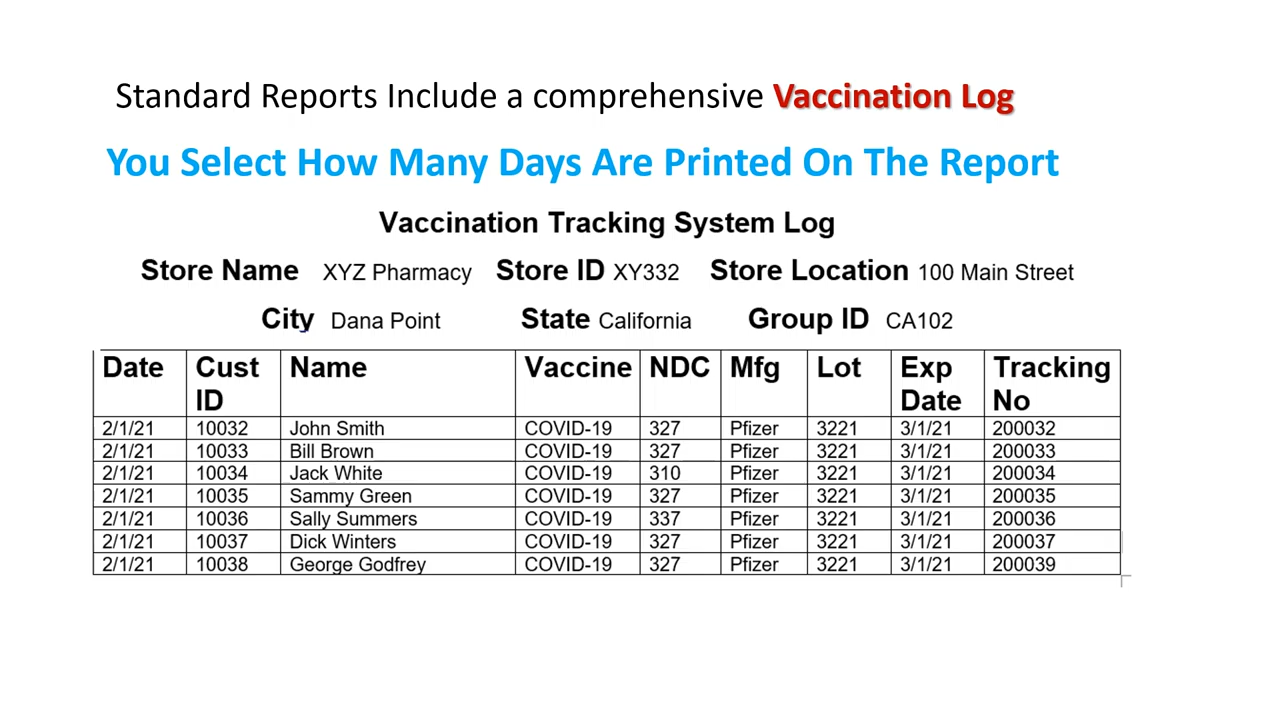 Standard Reports Include a comprehensive Vaccination Log
You Select How Many Days Are Printed On The Report
Vaccination Tracking System Log
Store Name XYZ Pharmacy Store ID XY332 Store Location 100 Main Street
City Dana Point State California Group ID CA102
Date Cust ID Name Vaccine NDC Mfg Lot Exp Date Tracking No
2/1/21 10032 John Smith COVID-19 327 Pfizer 3221 3/1/21 200032
2/1/21 10033 Bill Brown COVID-19 327 Pfizer 3221 3/1/21 200033
2/1/21 10034 Jack White COVID-19 310 Pfizer 3221 3/1/21 200034
2/1/21 10035 Sammy Green COVID-19 327 Pfizer 3221 3/1/21 200035
2/1/21 10036 Sally Summers COVID-19 337 Pfizer 3221 3/1/21 200036
2/1/21 10037 Dick Winters COVID-19 327 Pfizer 3221 3/1/21 200037
2/1/21 10038 George Godfrey COVID-19 327 Pfizer 3221 3/1/21 200039